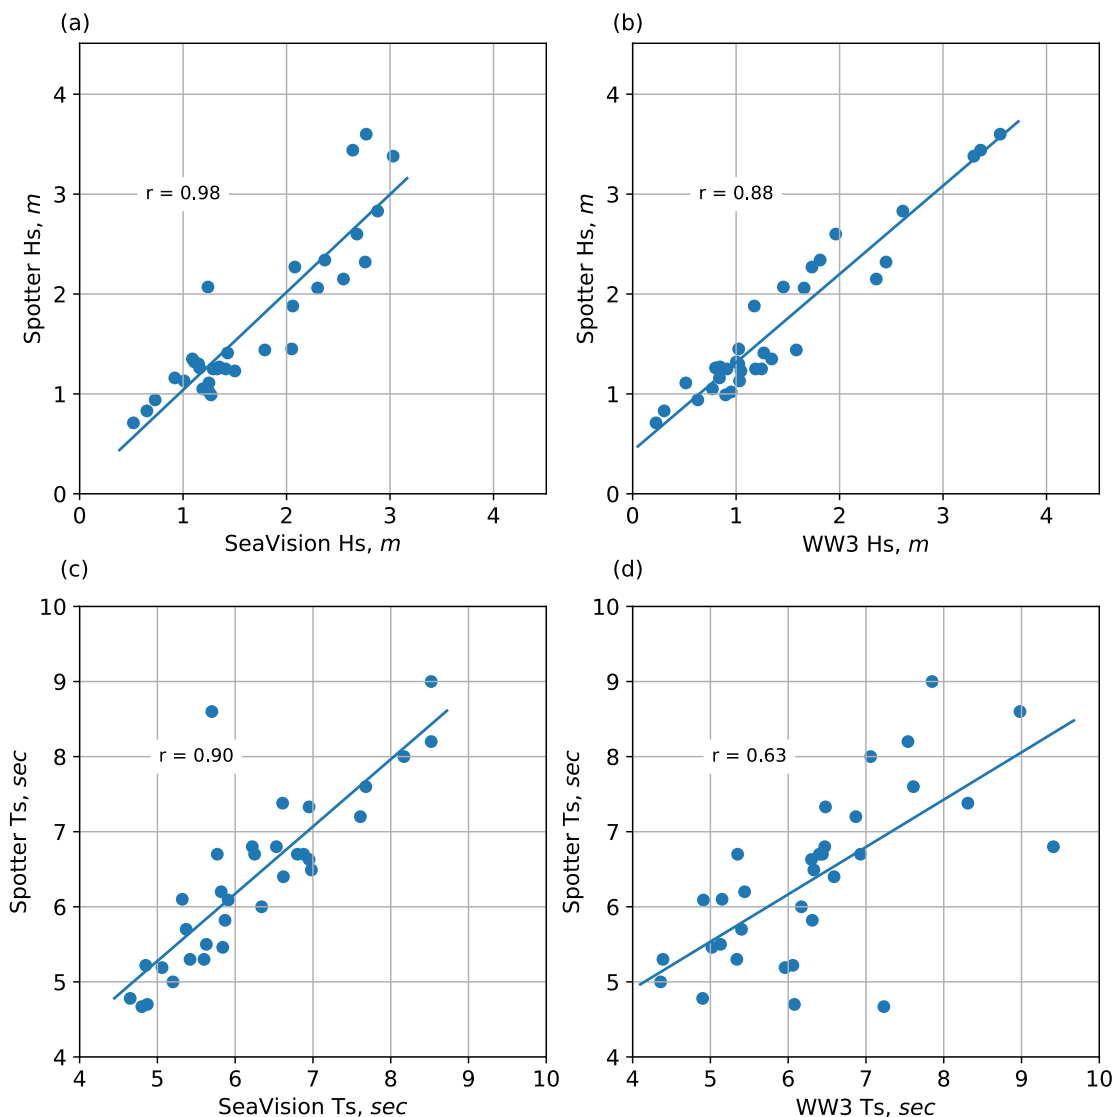 (a)
4
3
2
1
0
0 1 2 3 4
Spotter Hs, m
SeaVision Hs, m
r = 0.98
(b)
4
3
2
1
0
0 1 2 3 4
Spotter Hs, m
WW3 Hs, m
r = 0.88
(c)
10
9
8
7
6
5
4
4 5 6 7 8 9 10
Spotter Ts, sec
SeaVision Ts, sec
r = 0.90
(d)
10
9
8
7
6
5
4
4 5 6 7 8 9 10
Spotter Ts, sec
WW3 Ts, sec
r = 0.63